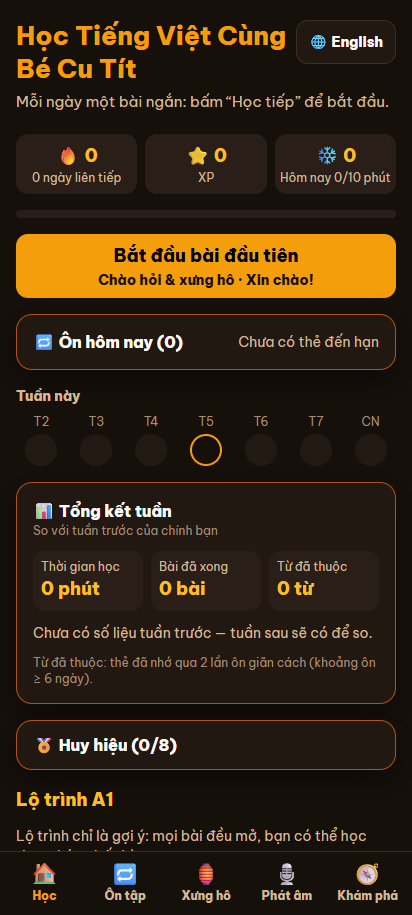 Học Tiếng Việt Cùng
Bé Cu Tít
English
Mỗi ngày một bài ngắn: bấm “Học tiếp” để bắt đầu.
0
0 ngày liên tiếp
0
XP
0
Hôm nay 0/10 phút
Bắt đầu bài đầu tiên
Chào hỏi & xưng hô · Xin chào!
Ôn hôm nay (0)
Chưa có thẻ đến hạn
Tuần này
T2 T3 T4 T5 T6 T7 CN
Tổng kết tuần
So với tuần trước của chính bạn
Thời gian học
0 phút
Bài đã xong
0 bài
Từ đã thuộc
0 từ
Chưa có số liệu tuần trước — tuần sau sẽ có để so.
Từ đã thuộc: thẻ đã nhớ qua 2 lần ôn giãn cách (khoảng ôn
≥ 6 ngày).
Huy hiệu (0/8)
Lộ trình A1
Lộ trình chỉ là gợi ý: mọi bài đều mở, bạn có thể học
Học
Ôn tập
Xưng hô
Phát âm
Khám phá